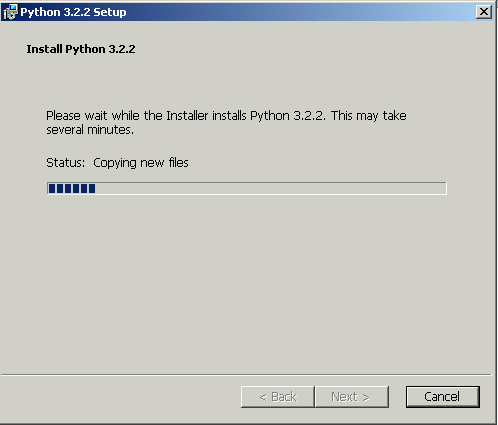 Python 3.2.2 Setup
Install Python 3.2.2
Please wait while the Installer installs Python 3.2.2. This may take
several minutes.
Status: Copying new files
< Back Next > Cancel